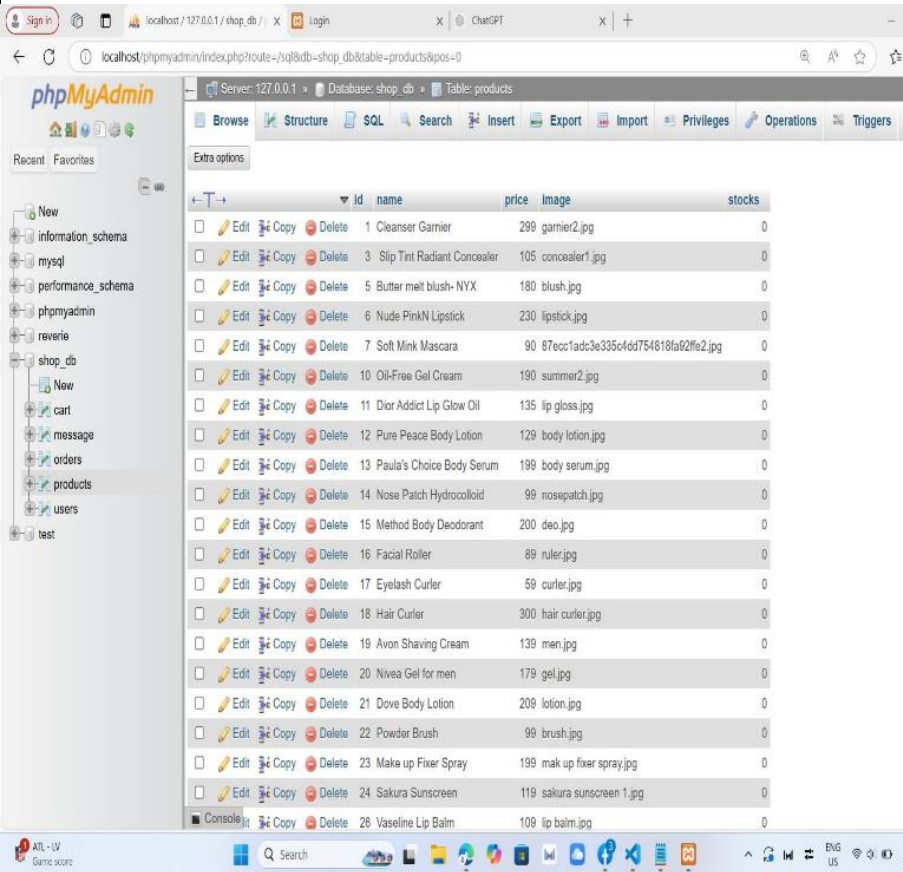 Sign in
localhost / 127.0.0.1 / shop_db /
Login
ChatGPT
localhost/phpmyadmin/index.php?route=/sql&db=shop_db&table=products&pos=0
phpMyAdmin
Recent Favorites
New
information_schema
mysql
performance_schema
phpmyadmin
reverie
shop_db
New
cart
message
orders
products
users
test
Server: 127.0.0.1 » Database: shop_db » Table: products
Browse Structure SQL Search Insert Export Import Privileges Operations Triggers
Extra options
←T→ id name price image stocks
Edit Copy Delete 1 Cleanser Garnier 299 garnier2.jpg 0
Edit Copy Delete 3 Slip Tint Radiant Concealer 105 concealer1.jpg 0
Edit Copy Delete 5 Butter melt blush- NYX 180 blush.jpg 0
Edit Copy Delete 6 Nude PinkN Lipstick 230 lipstick.jpg 0
Edit Copy Delete 7 Soft Mink Mascara 90 87ecc1adc3e335c4dd754618fa92ffe2.jpg 0
Edit Copy Delete 10 Oil-Free Gel Cream 190 summer2.jpg 0
Edit Copy Delete 11 Dior Addict Lip Glow Oil 135 lip gloss.jpg 0
Edit Copy Delete 12 Pure Peace Body Lotion 129 body lotion.jpg 0
Edit Copy Delete 13 Paula's Choice Body Serum 199 body serum.jpg 0
Edit Copy Delete 14 Nose Patch Hydrocolloid 99 nosepatch.jpg 0
Edit Copy Delete 15 Method Body Deodorant 200 deo.jpg 0
Edit Copy Delete 16 Facial Roller 89 ruler.jpg 0
Edit Copy Delete 17 Eyelash Curler 59 curler.jpg 0
Edit Copy Delete 18 Hair Curler 300 hair curler.jpg 0
Edit Copy Delete 19 Avon Shaving Cream 139 men.jpg 0
Edit Copy Delete 20 Nivea Gel for men 179 gel.jpg 0
Edit Copy Delete 21 Dove Body Lotion 209 lotion.jpg 0
Edit Copy Delete 22 Powder Brush 99 brush.jpg 0
Edit Copy Delete 23 Make up Fixer Spray 199 mak up fixer spray.jpg 0
Edit Copy Delete 24 Sakura Sunscreen 119 sakura sunscreen 1.jpg 0
Console Copy Delete 26 Vaseline Lip Balm 109 lip balm.jpg 0
ATL - LV
Game score
Search
ENG
US